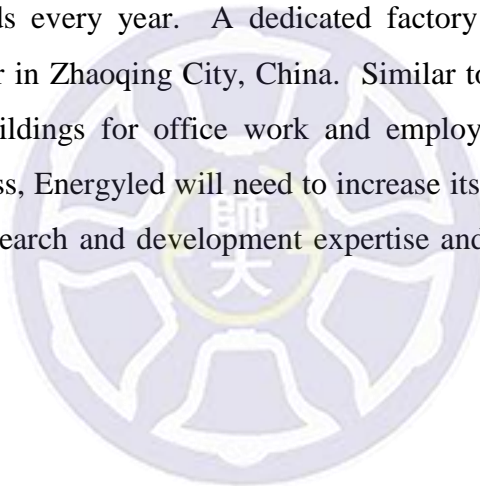 ds every year. A dedicated factory
r in Zhaoqing City, China. Similar to
ildings for office work and employ
ss, Energyled will need to increase its
earch and development expertise and
師大